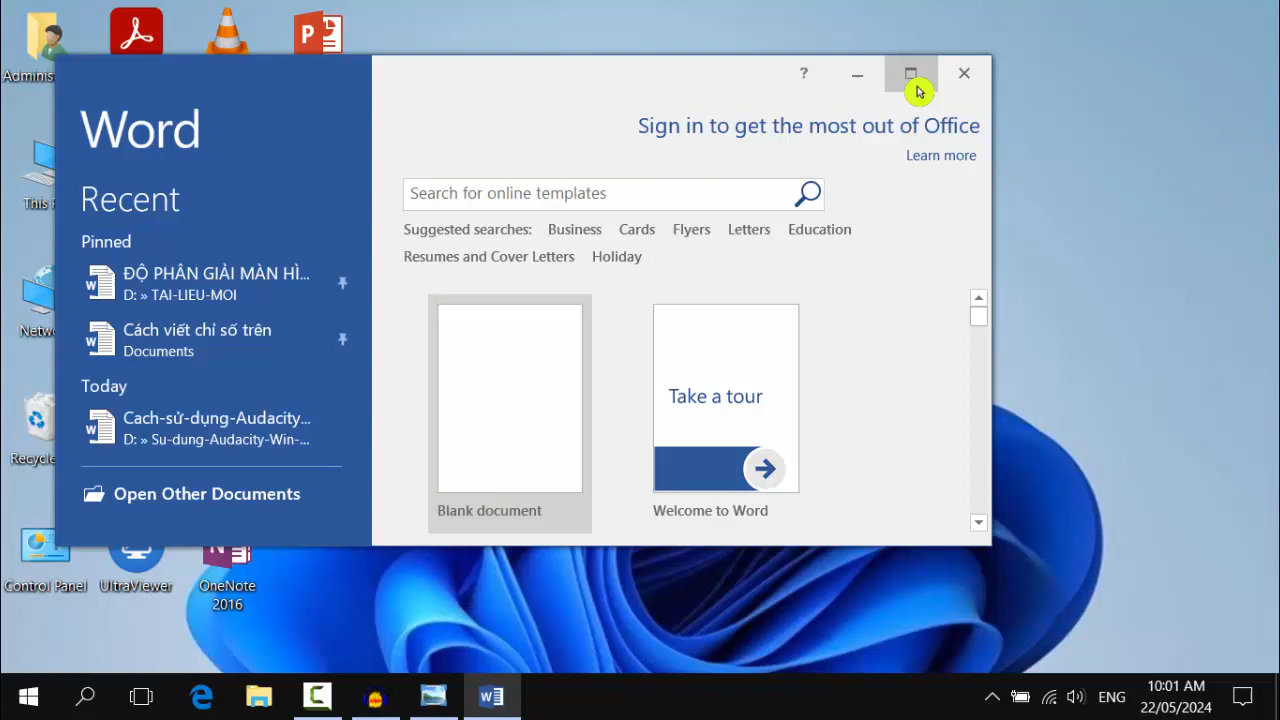 Adminis
Word
Sign in to get the most out of Office
Learn more
Recent
Search for online templates
Suggested searches: Business Cards Flyers Letters Education
Resumes and Cover Letters Holiday
Pinned
ĐỘ PHÂN GIẢI MÀN HÌ...
D: » TAI-LIEU-MOI
Cách viết chỉ số trên
Documents
Today
Cach-sử-dụng-Audacity...
D: » Su-dung-Audacity-Win-...
Open Other Documents
Take a tour
Blank document
Welcome to Word
This P
Netwo
Recycle
Control Panel
UltraViewer
OneNote
2016
ENG
10:01 AM
22/05/2024